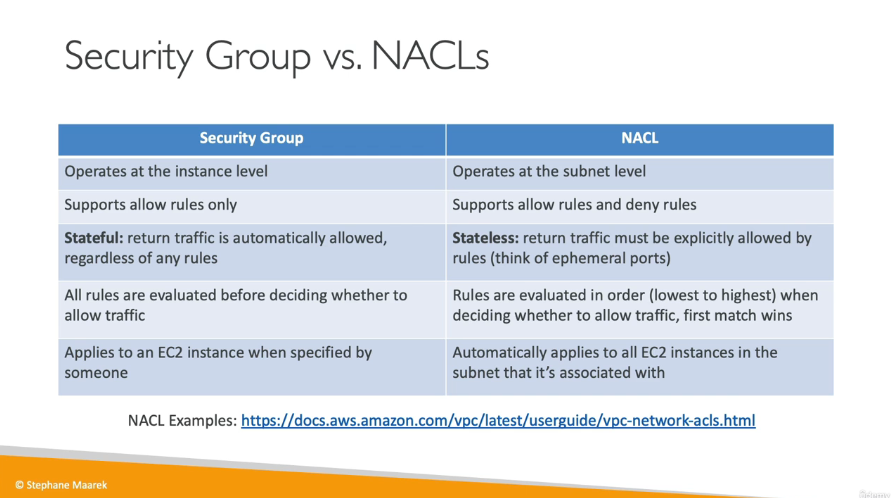 Security Group vs. NACLs
Security Group
NACL
Operates at the instance level
Operates at the subnet level
Supports allow rules only
Supports allow rules and deny rules
Stateful: return traffic is automatically allowed,
regardless of any rules
Stateless: return traffic must be explicitly allowed by
rules (think of ephemeral ports)
All rules are evaluated before deciding whether to
allow traffic
Rules are evaluated in order (lowest to highest) when
deciding whether to allow traffic, first match wins
Applies to an EC2 instance when specified by
someone
Automatically applies to all EC2 instances in the
subnet that it’s associated with
NACL Examples: https://docs.aws.amazon.com/vpc/latest/userguide/vpc-network-acls.html
© Stephane Maarek